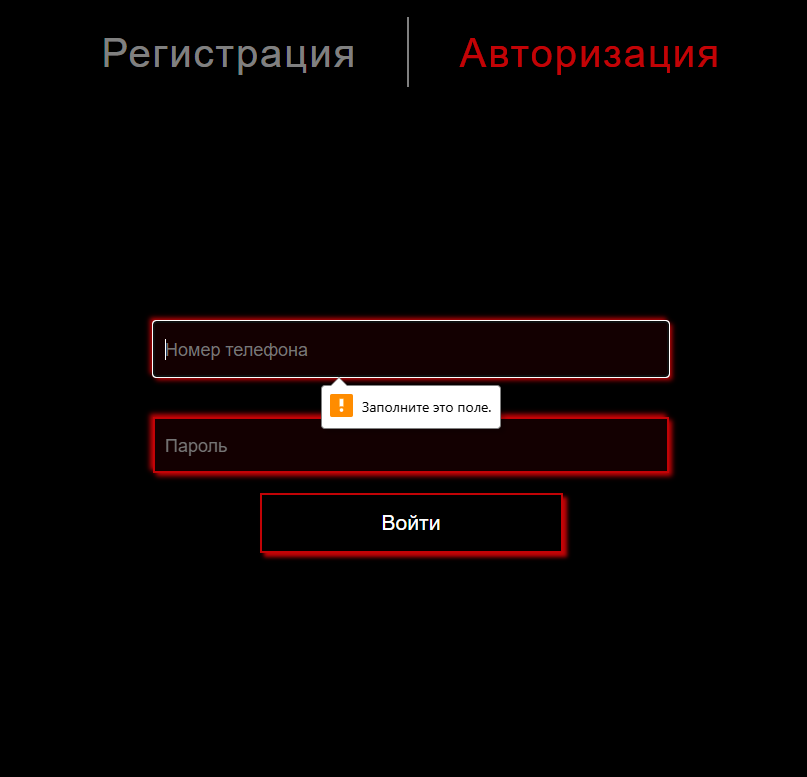 Регистрация Авторизация
Номер телефона
Заполните это поле.
Пароль
Войти